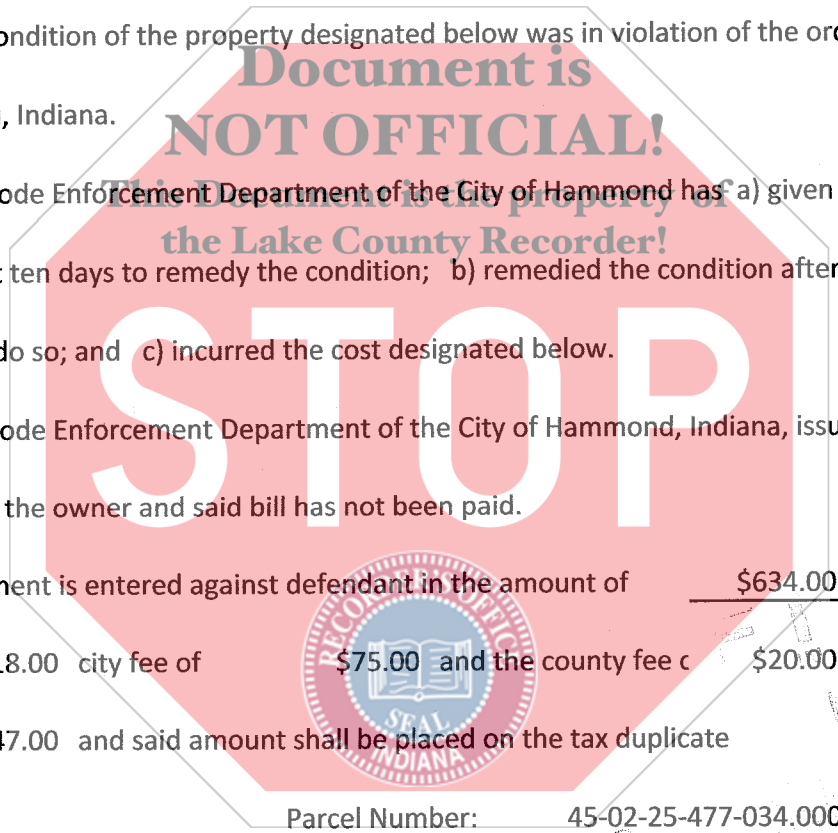 ondition of the property designated below was in violation of the ord
Document is
, Indiana.
NOT OFFICIAL!
ode Enforcement Department of the City of Hammond has a) given
This Document is the property of
the Lake County Recorder!
ten days to remedy the condition; b) remedied the condition after
STOP
do so; and c) incurred the cost designated below.
ode Enforcement Department of the City of Hammond, Indiana, issu
the owner and said bill has not been paid.
ment is entered against defendant in the amount of $634.00
8.00 city fee of $75.00 and the county fee $20.00
47.00 and said amount shall be placed on the tax duplicate
RECORDER'S OFFICE
SEAL
INDIANA
Parcel Number: 45-02-25-477-034.000